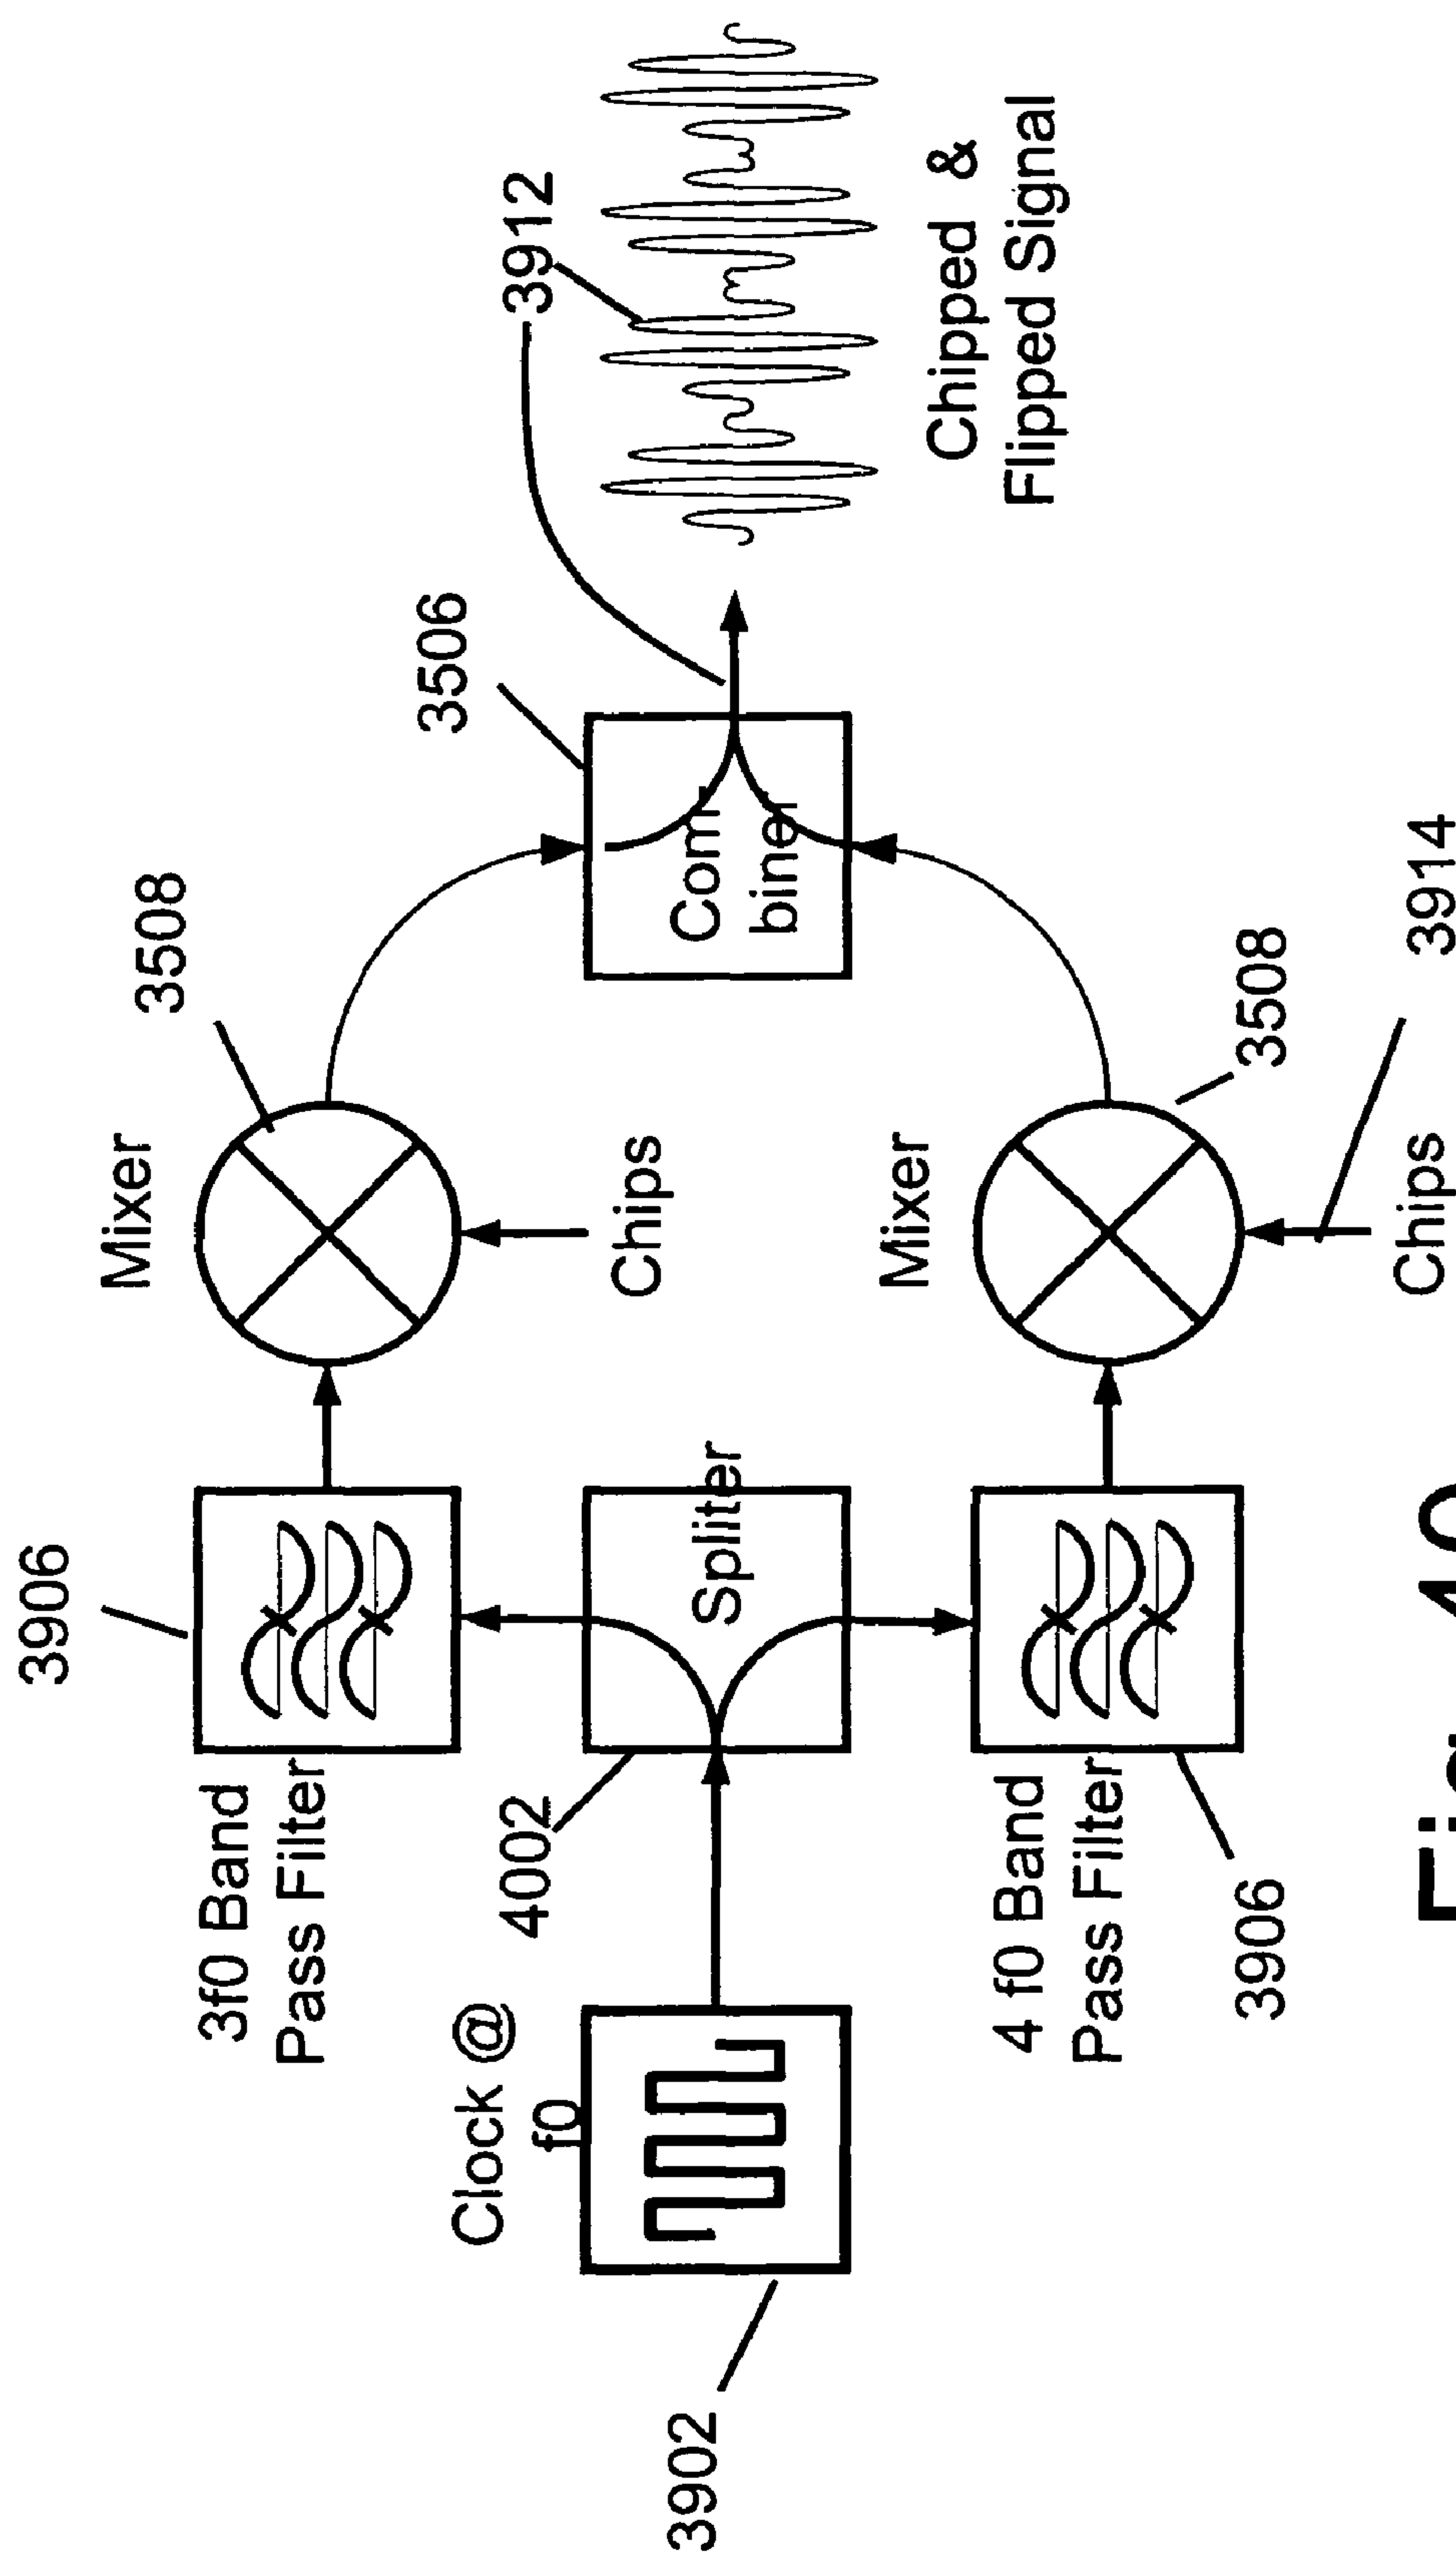 3906
3f0 Band
Pass Filter
Mixer
3508
3506
3912
Clock @
f0
4002
Spliter
Com-
biner
Chips
Chipped &
Flipped Signal
3902
4 f0 Band
Pass Filter
Mixer
3508
3906
Chips
3914